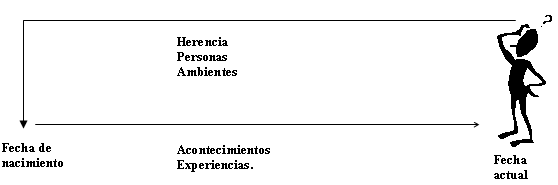 ?
Herencia
Personas
Ambientes
Fecha de
nacimiento
Acontecimientos
Experiencias.
Fecha
actual